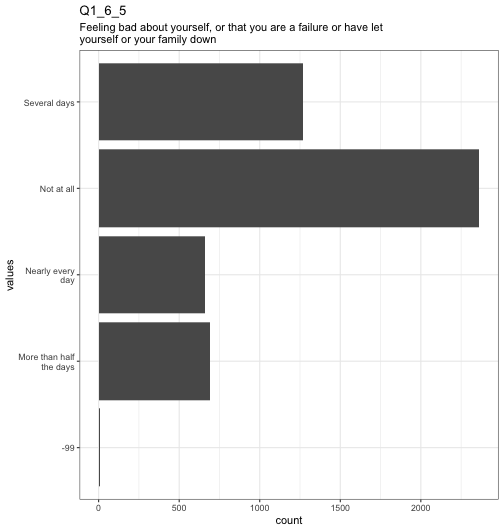 Q1_6_5
Feeling bad about yourself, or that you are a failure or have let
yourself or your family down
Several days
Not at all
Nearly every
day
More than half
the days
-99
values
0 500 1000 1500 2000
count